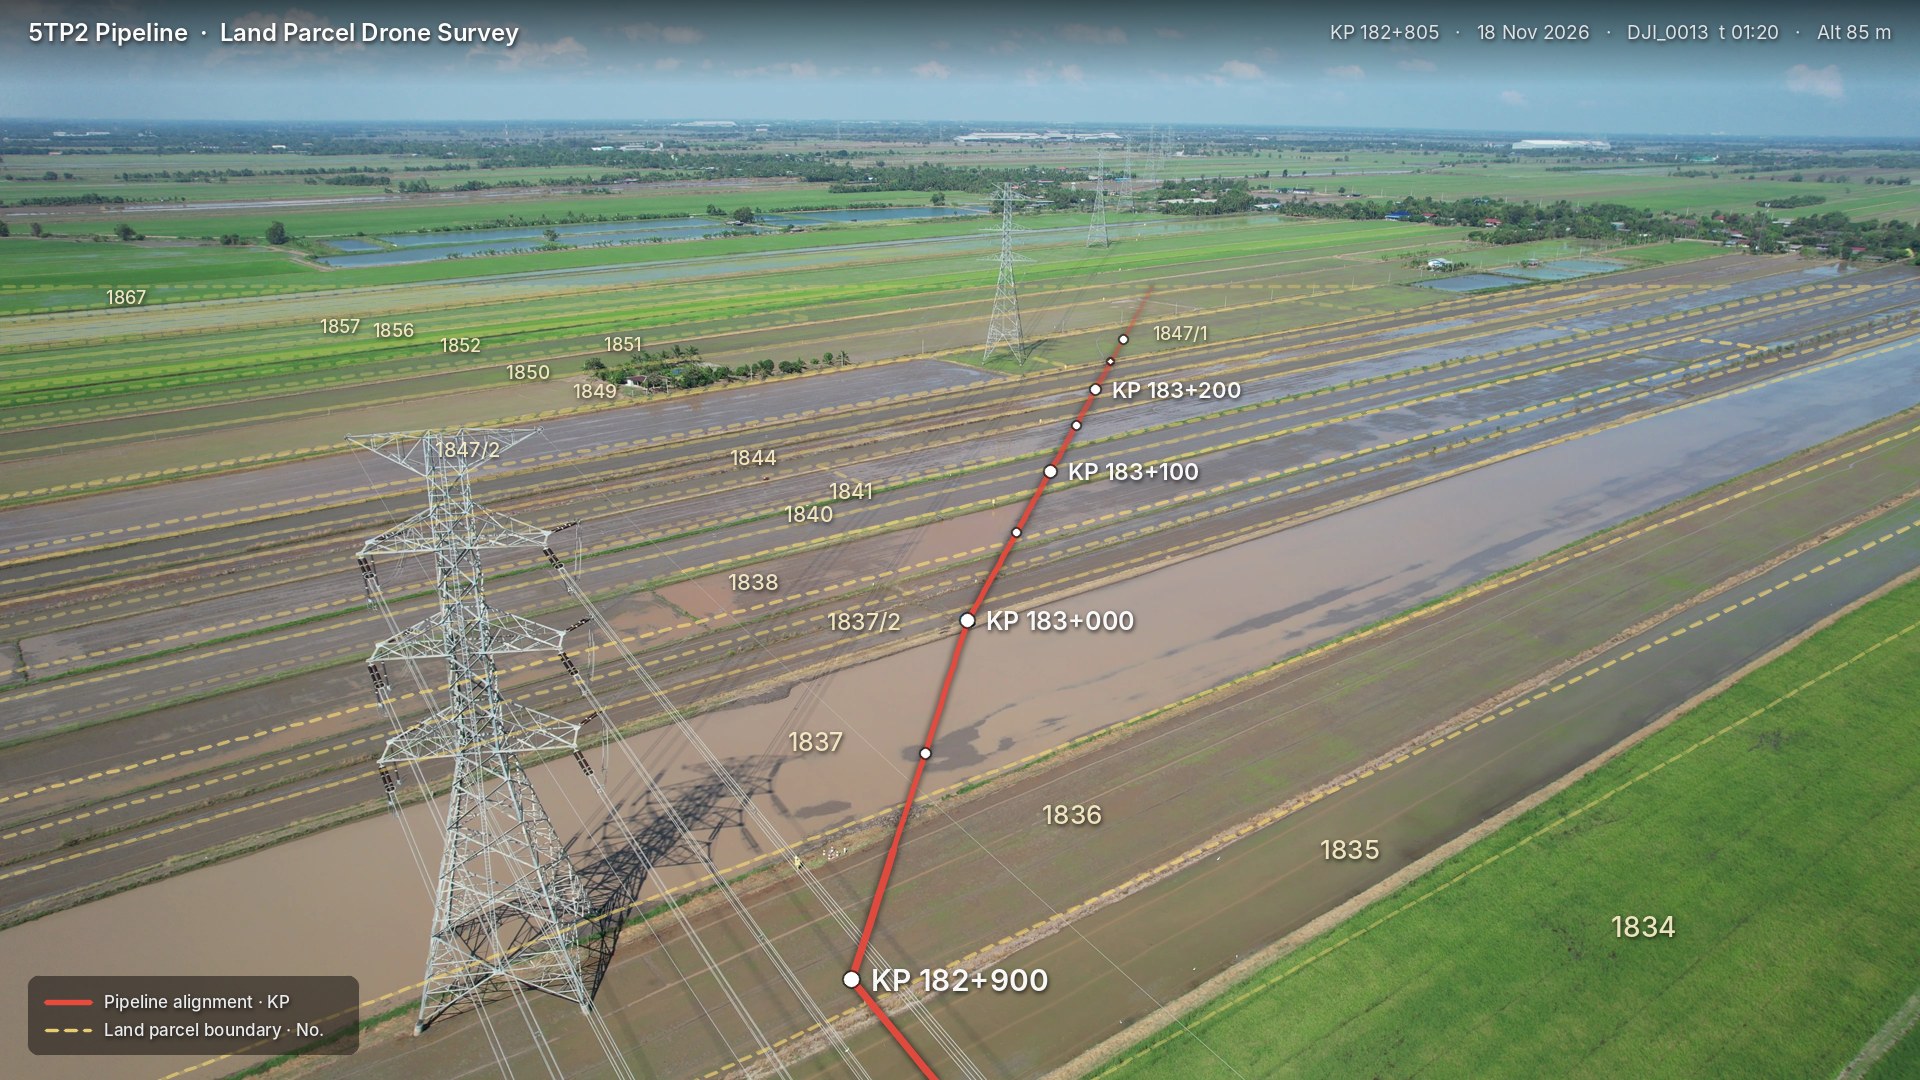 5TP2 Pipeline · Land Parcel Drone Survey
KP 182+805 · 18 Nov 2026 · DJI_0013 t 01:20 · Alt 85 m
1867
1857
1856
1852
1851
1847/1
1850
1849
KP 183+200
1847/2
1844
KP 183+100
1841
1840
1838
1837/2
KP 183+000
1837
1836
1835
1834
KP 182+900
Pipeline alignment · KP
Land parcel boundary · No.